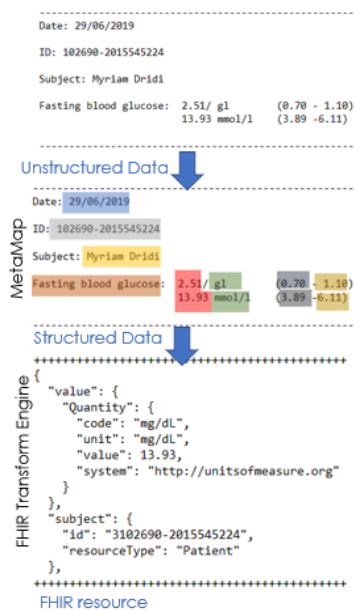 Date: 29/06/2019
ID: 102690-2015545224
Subject: Myriam Dridi
Fasting blood glucose: 2.51/ gl (0.70 - 1.10)
13.93 mmol/l (3.89 -6.11)
Unstructured Data
MetaMap
Date: 29/06/2019
ID: 102690-2015545224
Subject: Myriam Dridi
Fasting blood glucose: 2.51/ gl (0.70 - 1.10)
13.93 mmol/l (3.89 -6.11)
Structured Data
FHIR Transform Engine
++++++++++++++++++++++++++++++++++++++++++++++
{
"value": {
"Quantity": {
"code": "mg/dL",
"unit": "mg/dL",
"value": 13.93,
"system": "http://unitsofmeasure.org"
}
},
"subject": {
"id": "3102690-2015545224",
"resourceType": "Patient"
},
++++++++++++++++++++++++++++++++++++++++++++++
FHIR resource